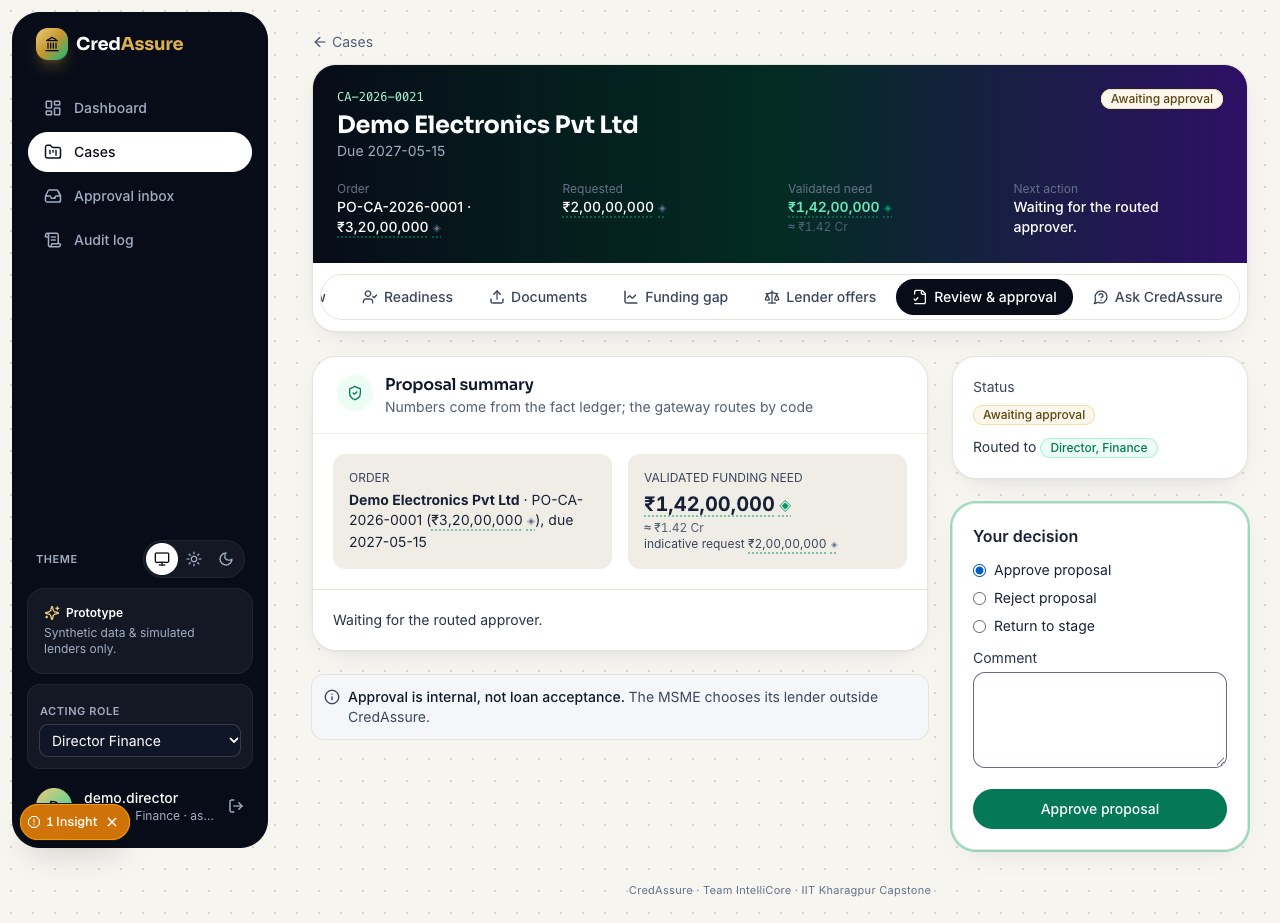 CredAssure
Dashboard
Cases
Approval inbox
Audit log
THEME
Prototype
Synthetic data & simulated
lenders only.
ACTING ROLE
Director Finance
demo.director
Finance · as...
1 Insight
Cases
CA-2026-0021
Awaiting approval
Demo Electronics Pvt Ltd
Due 2027-05-15
Order
PO-CA-2026-0001 ·
₹3,20,00,000
Requested
₹2,00,00,000
Validated need
₹1,42,00,000
≈ ₹1.42 Cr
Next action
Waiting for the routed
approver.
Readiness
Documents
Funding gap
Lender offers
Review & approval
Ask CredAssure
Proposal summary
Numbers come from the fact ledger; the gateway routes by code
ORDER
Demo Electronics Pvt Ltd · PO-CA-
2026-0001 (₹3,20,00,000 ), due
2027-05-15
VALIDATED FUNDING NEED
₹1,42,00,000
≈ ₹1.42 Cr
indicative request ₹2,00,00,000
Waiting for the routed approver.
Approval is internal, not loan acceptance. The MSME chooses its lender outside
CredAssure.
Status
Awaiting approval
Routed to Director, Finance
Your decision
Approve proposal
Reject proposal
Return to stage
Comment
Approve proposal
CredAssure · Team IntelliCore · IIT Kharagpur Capstone